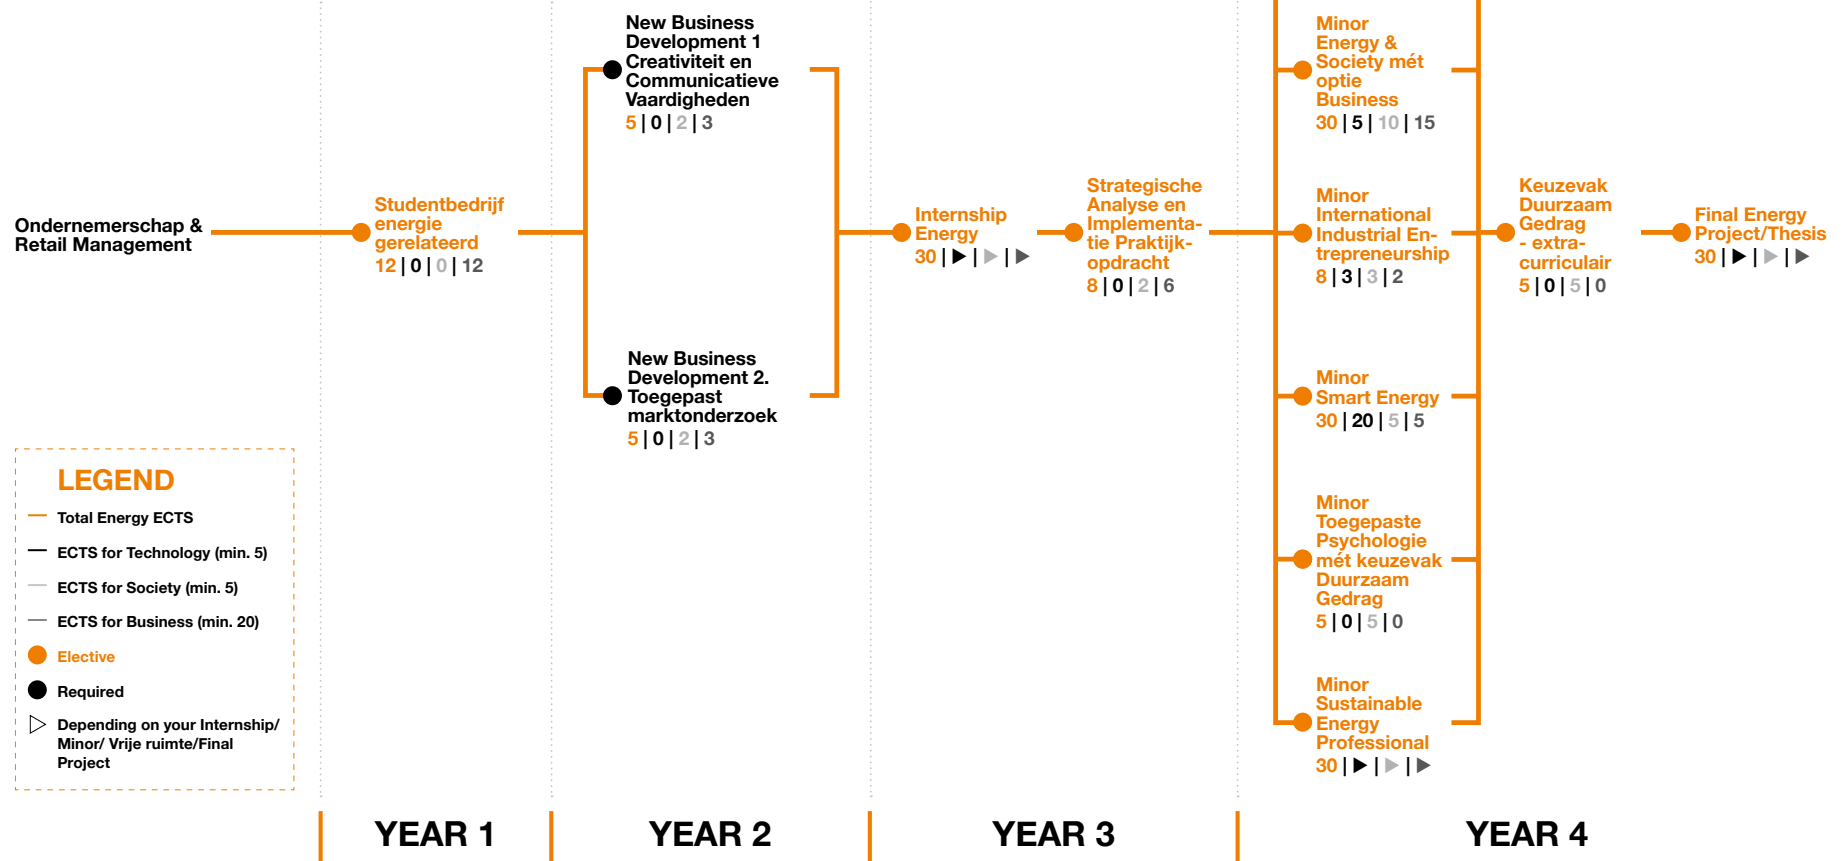 Ondernemerschap &
Retail Management
Studentbedrijf
energie
gerelateerd
12 | 0 | 0 | 12
New Business
Development 1
Creativiteit en
Communicatieve
Vaardigheden
5 | 0 | 2 | 3
New Business
Development 2.
Toegepast
marktonderzoek
5 | 0 | 2 | 3
Internship
Energy
30 | ▶ | ▶ | ▶
Strategische
Analyse en
Implementa-
tie Praktijk-
opdracht
8 | 0 | 2 | 6
Minor
Energy &
Society mét
optie
Business
30 | 5 | 10 | 15
Minor
International
Industrial En-
trepreneurship
8 | 3 | 3 | 2
Minor
Smart Energy
30 | 20 | 5 | 5
Minor
Toegepaste
Psychologie
mét keuzevak
Duurzaam
Gedrag
5 | 0 | 5 | 0
Minor
Sustainable
Energy
Professional
30 | ▶ | ▶ | ▶
Keuzevak
Duurzaam
Gedrag
- extra-
curriculair
5 | 0 | 5 | 0
Final Energy
Project/Thesis
30 | ▶ | ▶ | ▶
LEGEND
Total Energy ECTS
ECTS for Technology (min. 5)
ECTS for Society (min. 5)
ECTS for Business (min. 20)
Elective
Required
Depending on your Internship/
Minor/ Vrije ruimte/Final
Project
YEAR 1
YEAR 2
YEAR 3
YEAR 4